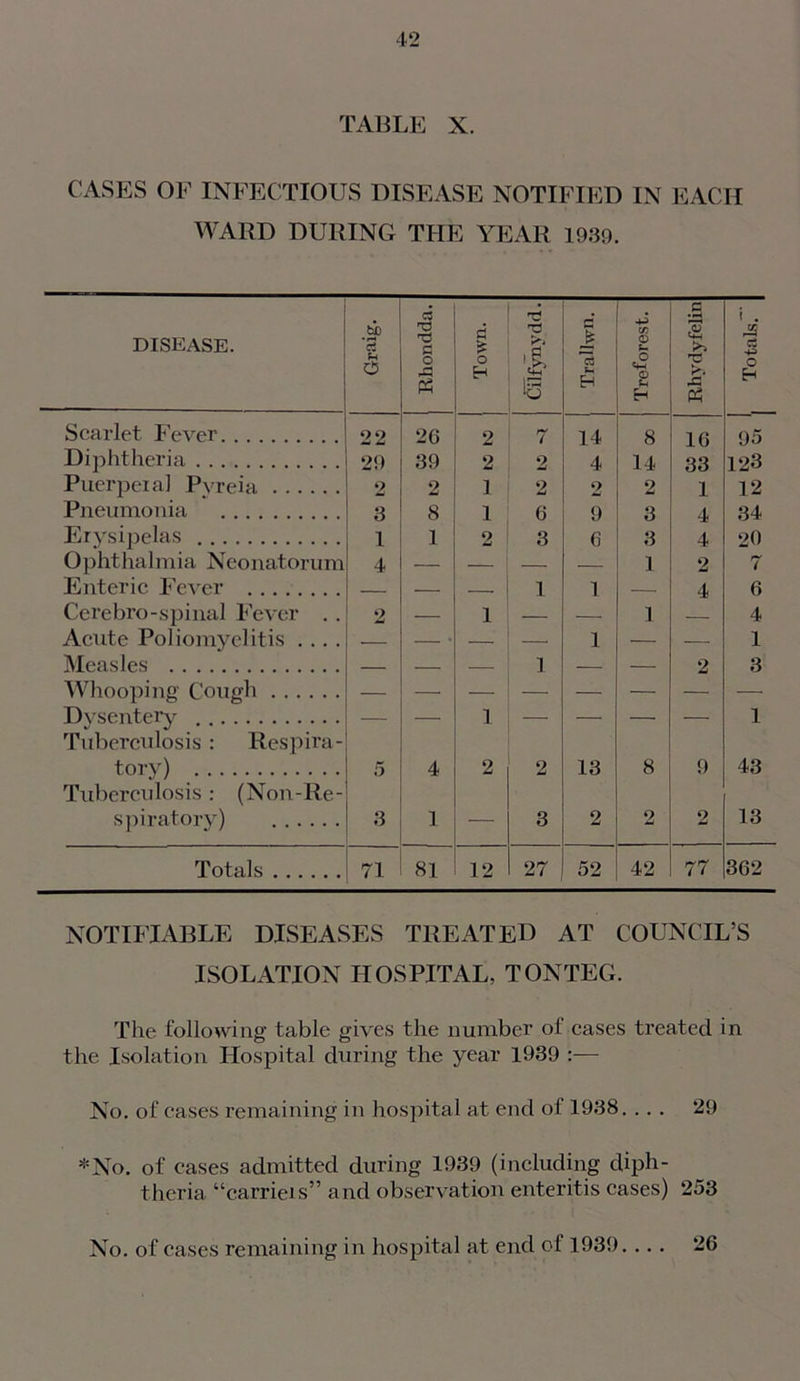 42
TABLE X.
CASES OF INFECTIOUS DISEASE NOTIFIED IN EACH
WARD DURING THE YEAR 1939.
DISEASE. Graig. Rhondda. Town. Cilfynydd. Trallwn. Treforest. Rhydyfelin Totals.
Scarlet Fever.......... 22 26 2 7 14 8 16 95
Diphtheria............ 29 39 2 2 4 14 33 123
Puerperal Pyreia ...... 2 2 1 2 2 2 1 12
Pneumonia .......... 3 8 1 6 9 3 4 34
Erysipelas ............ 1 1 2 3 6 3 4 20
Ophthalmia Neonatorum 4 — — — — 1 2 7
Enteric Fever ........ — — — 1 1 — 4 6
Cerebro-spinal Fever .. 2 — 1 — — 1 — 4
Acute Poliomyelitis .... — — — — 1 — — 1
Measles .............. — — — 1 — — 2 3
Whooping Cough...... — — — — — — — —
Dysentery ............ — — 1 — — — — 1
Tuberculosis : Respira-
tory) ............ 5 4 2 2 13 8 9 43
Tuberculosis : (Non-Re-
spiratory) ...... 3 1 — 3 2 2 2 13
Totals...... 71 81 12 27 52 42 77 362
NOTIFIABLE DISEASES TREATED AT COUNCIL'S
ISOLATION HOSPITAL, TONTEG.
The following table gives the number of cases treated in
the Isolation Hospital during the year 1939 :—
No. of cases remaining in hospital at end of 1938.... 29
*No. of cases admitted during 1939 (including diph-
theria "carriers" and observation enteritis cases) 253
No. of cases remaining in hospital at end of 1939.... 26